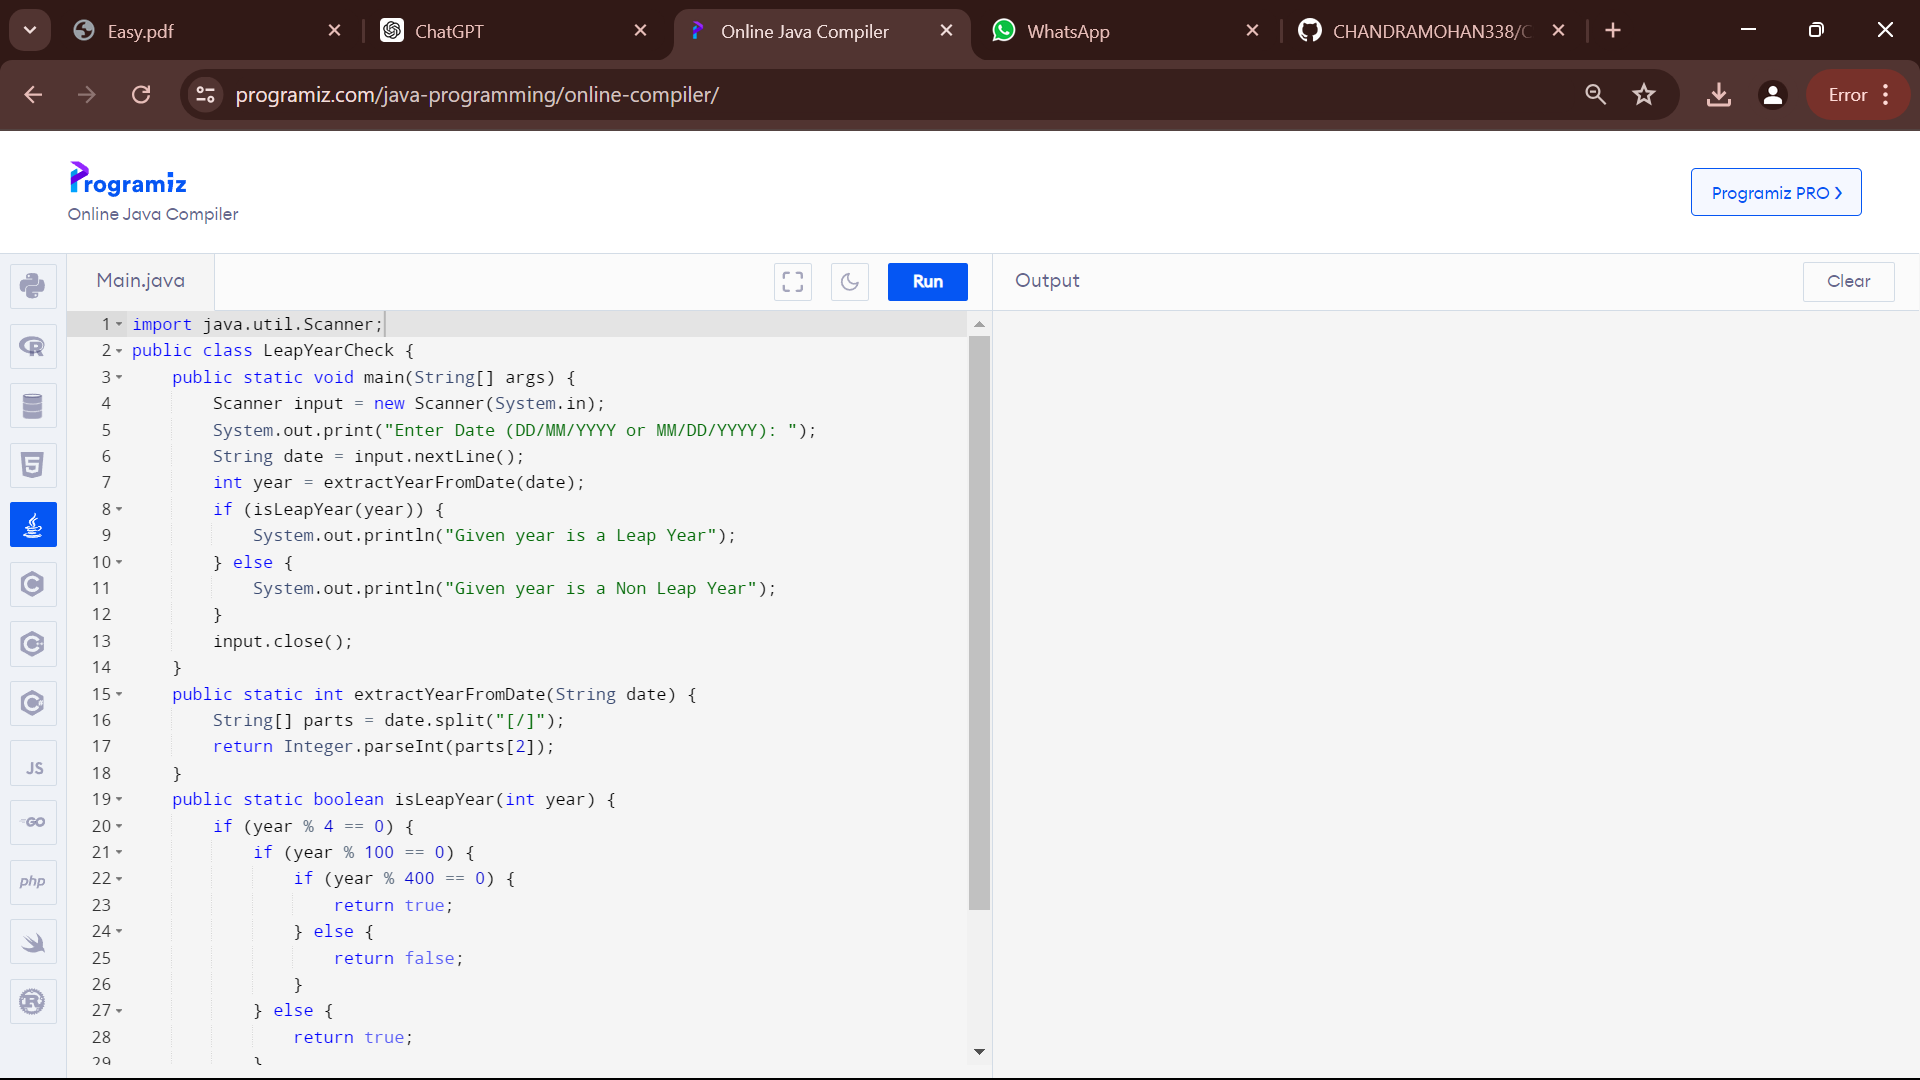 Easy.pdf
ChatGPT
Online Java Compiler
WhatsApp
CHANDRAMOHAN338/C
programiz.com/java-programming/online-compiler/
Error
Programiz
Online Java Compiler
Programiz PRO >
Main.java
Run
Output
Clear
1 import java.util.Scanner;
2 public class LeapYearCheck {
3     public static void main(String[] args) {
4         Scanner input = new Scanner(System.in);
5         System.out.print("Enter Date (DD/MM/YYYY or MM/DD/YYYY): ");
6         String date = input.nextLine();
7         int year = extractYearFromDate(date);
8         if (isLeapYear(year)) {
9             System.out.println("Given year is a Leap Year");
10         } else {
11             System.out.println("Given year is a Non Leap Year");
12         }
13         input.close();
14     }
15     public static int extractYearFromDate(String date) {
16         String[] parts = date.split("[/]");
17         return Integer.parseInt(parts[2]);
18     }
19     public static boolean isLeapYear(int year) {
20         if (year % 4 == 0) {
21             if (year % 100 == 0) {
22                 if (year % 400 == 0) {
23                     return true;
24                 } else {
25                     return false;
26                 }
27             } else {
28                 return true;
29             }
JS
GO
php